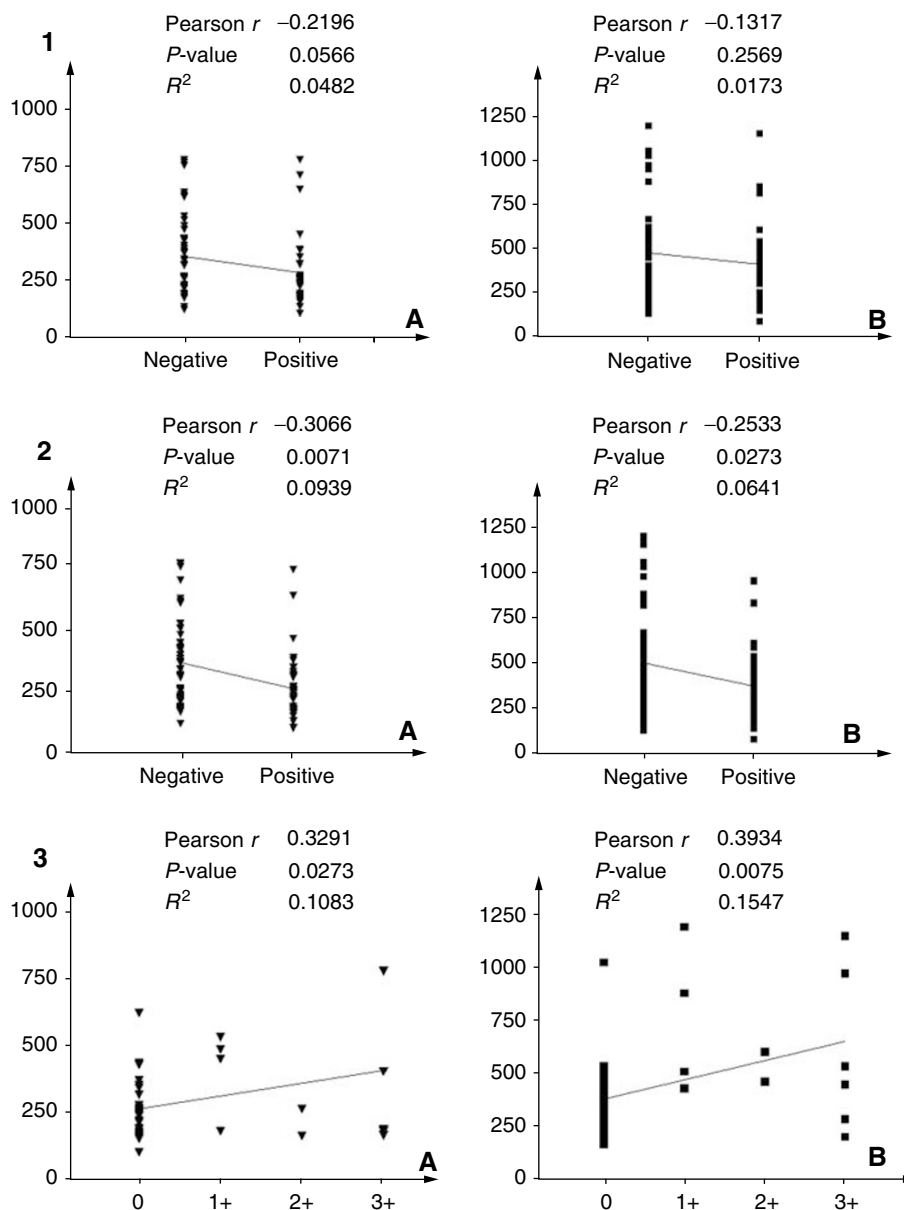 1
Pearson r −0.2196
P-value 0.0566
R² 0.0482
1000
750
500
250
0
Negative Positive
A
Pearson r −0.1317
P-value 0.2569
R² 0.0173
1250
1000
750
500
250
0
Negative Positive
B
2
Pearson r −0.3066
P-value 0.0071
R² 0.0939
1000
750
500
250
0
Negative Positive
A
Pearson r −0.2533
P-value 0.0273
R² 0.0641
1250
1000
750
500
250
0
Negative Positive
B
3
Pearson r 0.3291
P-value 0.0273
R² 0.1083
1000
750
500
250
0
0 1+ 2+ 3+
A
Pearson r 0.3934
P-value 0.0075
R² 0.1547
1250
1000
750
500
250
0
0 1+ 2+ 3+
B